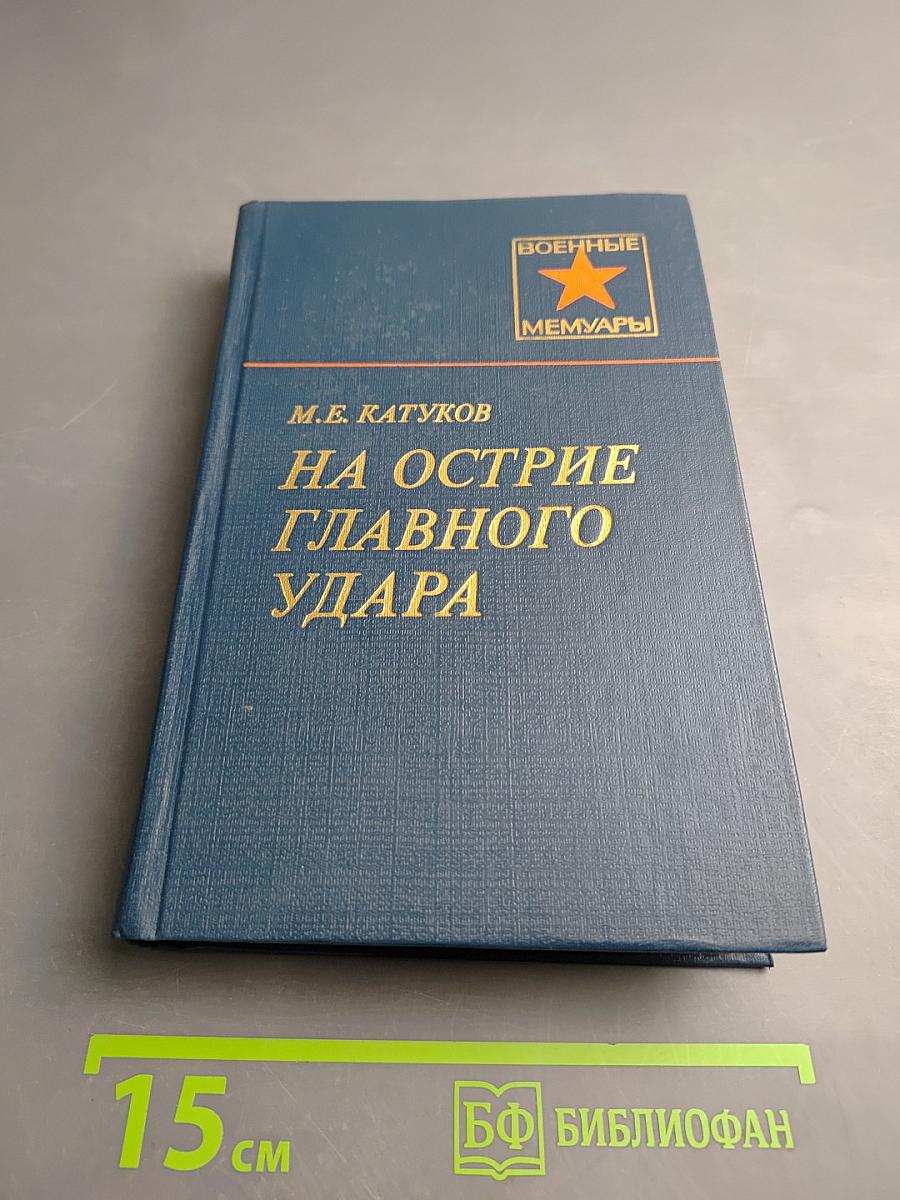 ВОЕННЫЕ
МЕМУАРЫ
М.Е. КАТУКОВ
НА ОСТРИЕ
ГЛАВНОГО
УДАРА
15 см
БФ БИБЛИОФАН